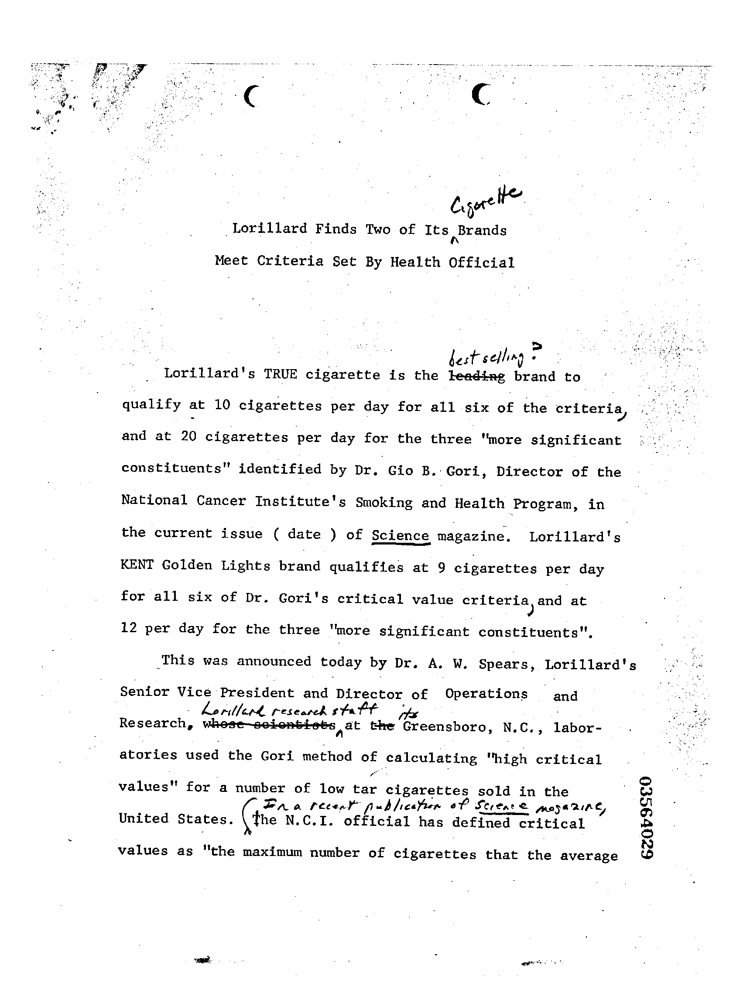 Cigarette
Lorillard Finds Two of Its Brands
Meet Criteria Set By Health Official
best selling ?
Lorillard's TRUE cigarette is the leading brand to
qualify at 10 cigarettes per day for all six of the criteria,
and at 20 cigarettes per day for the three "more significant
constituents" identified by Dr. Gio B. Gori, Director of the
National Cancer Institute's Smoking and Health Program, in
the current issue ( date ) of Science magazine. Lorillard's
KENT Golden Lights brand qualifies at 9 cigarettes per day
for all six of Dr. Gori's critical value criteria, and at
12 per day for the three "more significant constituents".
This was announced today by Dr. A. W. Spears, Lorillard's
Senior Vice President and Director of Operations and
Lorillard research staff its
Research, whose scientists at the Greensboro, N.C., labor-
atories used the Gori method of calculating "high critical
values" for a number of low tar cigarettes sold in the
In a recent publication of Science magazine,
United States. The N.C.I. official has defined critical
values as "the maximum number of cigarettes that the average
03564029